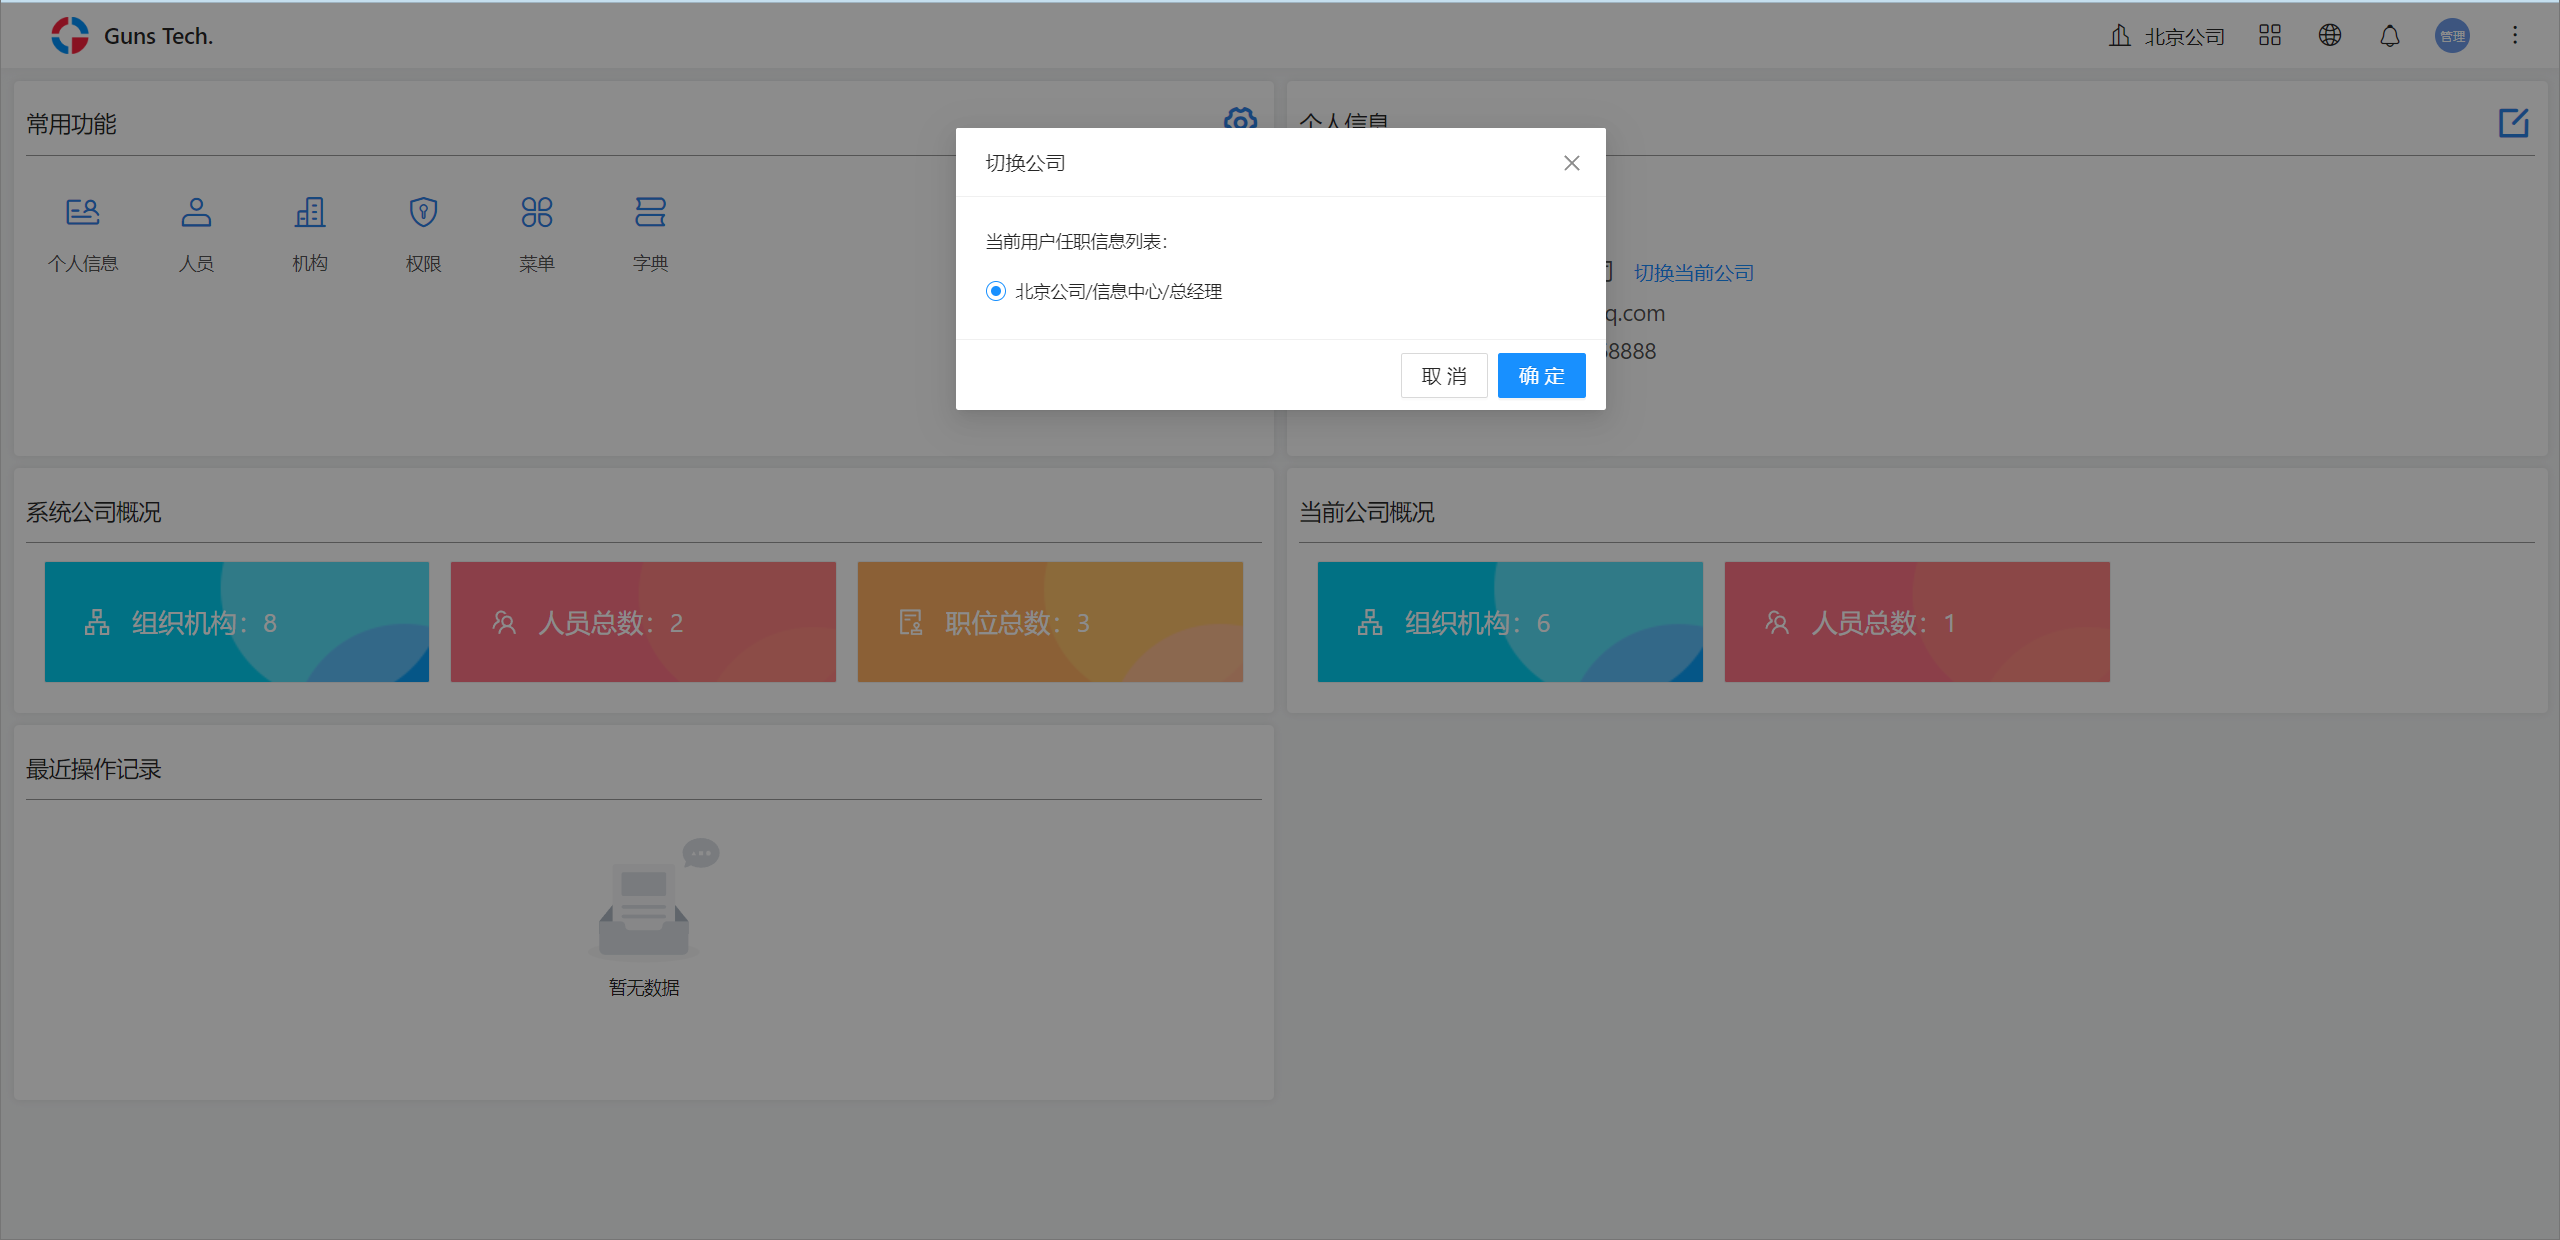 Guns Tech.
北京公司
管理
常用功能
个人信息
人员
机构
权限
菜单
字典
个人信息
切换当前公司
q.com
8888
切换公司
当前用户任职信息列表：
北京公司/信息中心/总经理
取 消
确 定
系统公司概况
组织机构：8
人员总数：2
职位总数：3
当前公司概况
组织机构：6
人员总数：1
最近操作记录
暂无数据